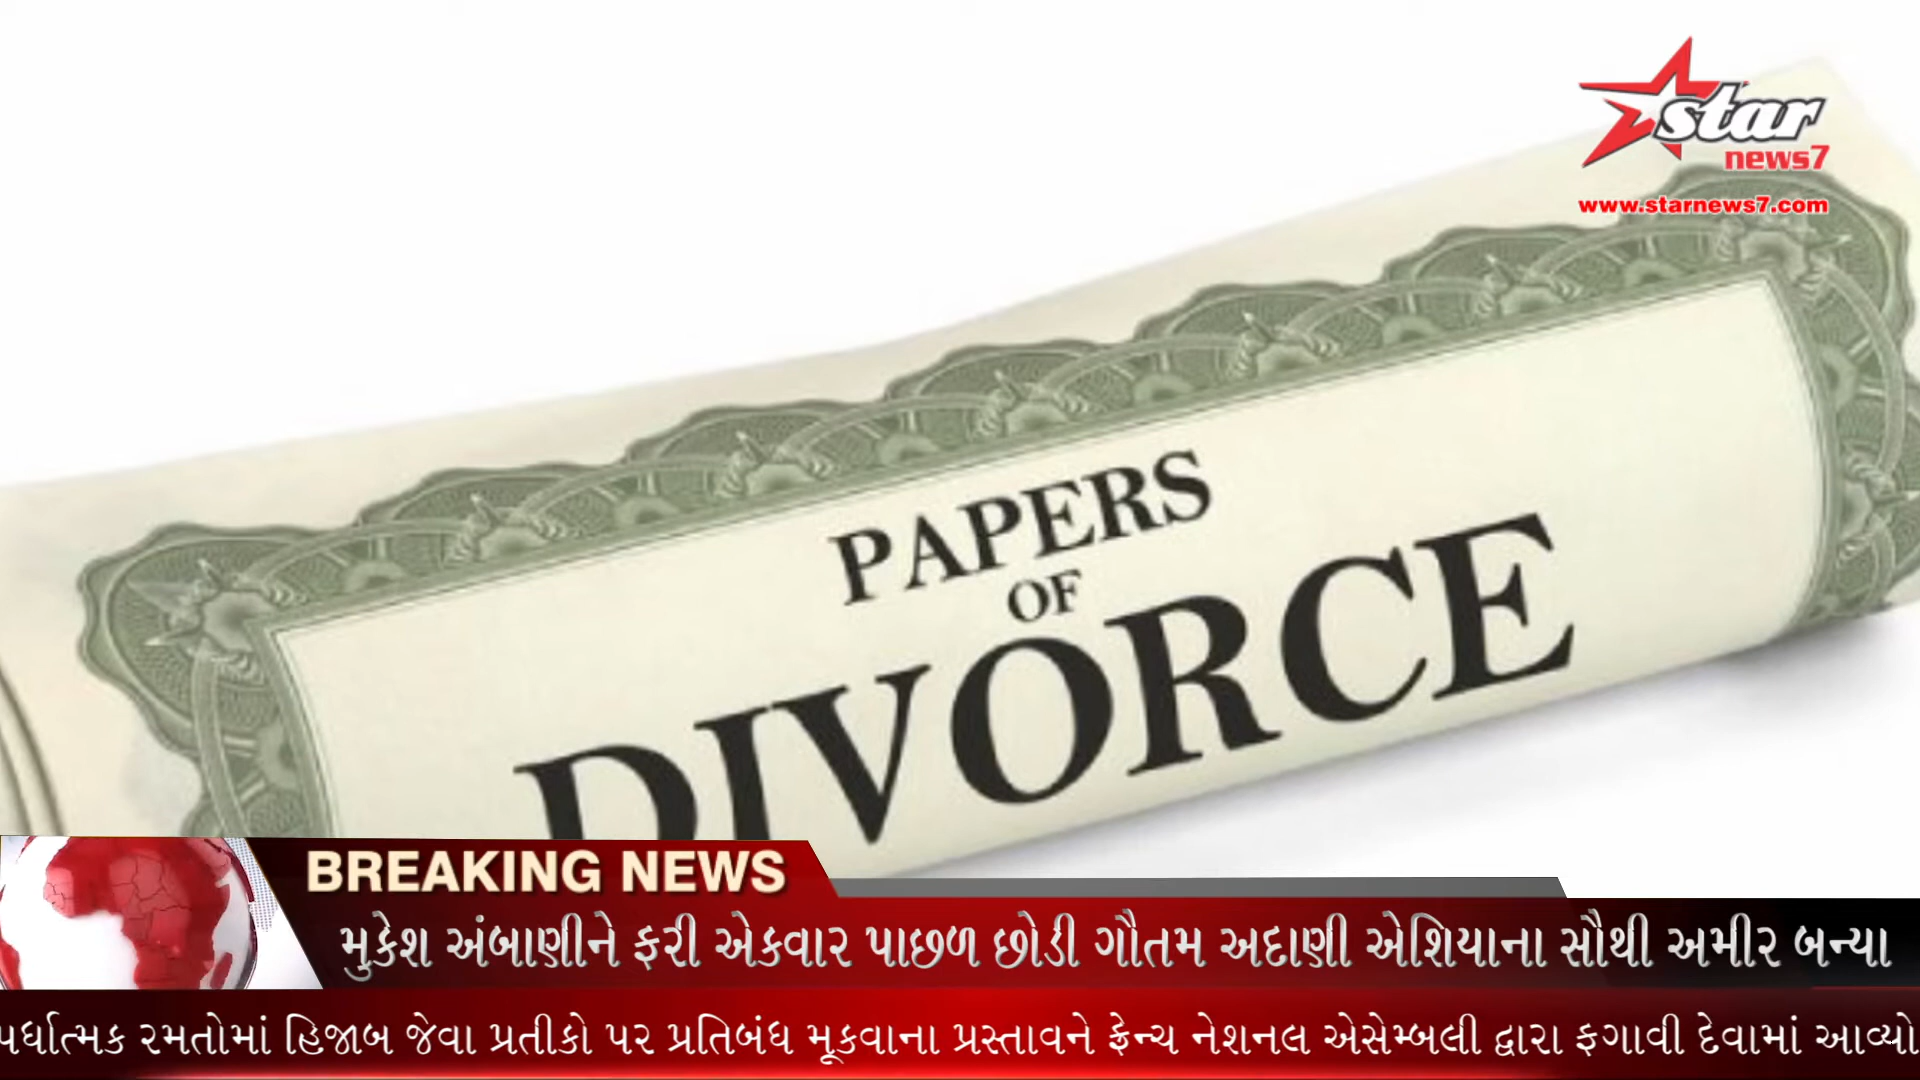 star
news7
www.starnews7.com
PAPERS
OF
DIVORCE
BREAKING NEWS
મુકેશ અંબાણીને ફરી એકવાર પાછળ છોડી ગૌતમ અદાણી એશિયાના સૌથી અમીર બન્યા
રમતોમાં હિજાબ જેવા પ્રતીકો પર પ્રતિબંધ મૂકવાના પ્રસ્તાવને ફ્રેન્ચ નેશનલ એસેમ્બલી દ્વારા ફગાવી દેવામાં આવ્યો